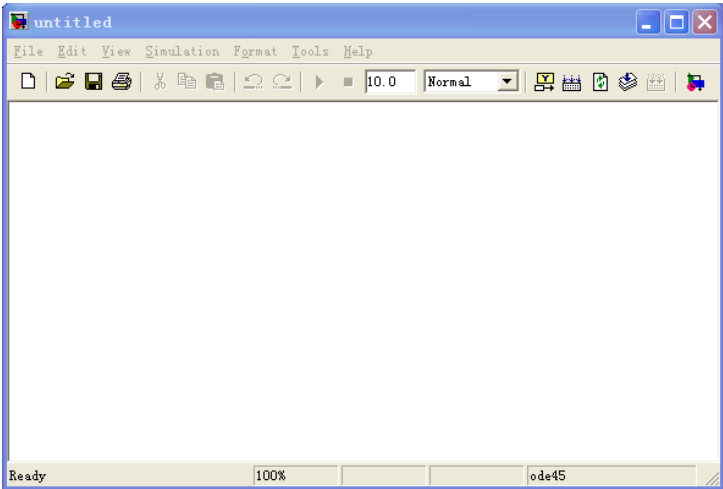 untitled
File Edit View Simulation Format Tools Help
10.0 Normal
Ready 100% ode45